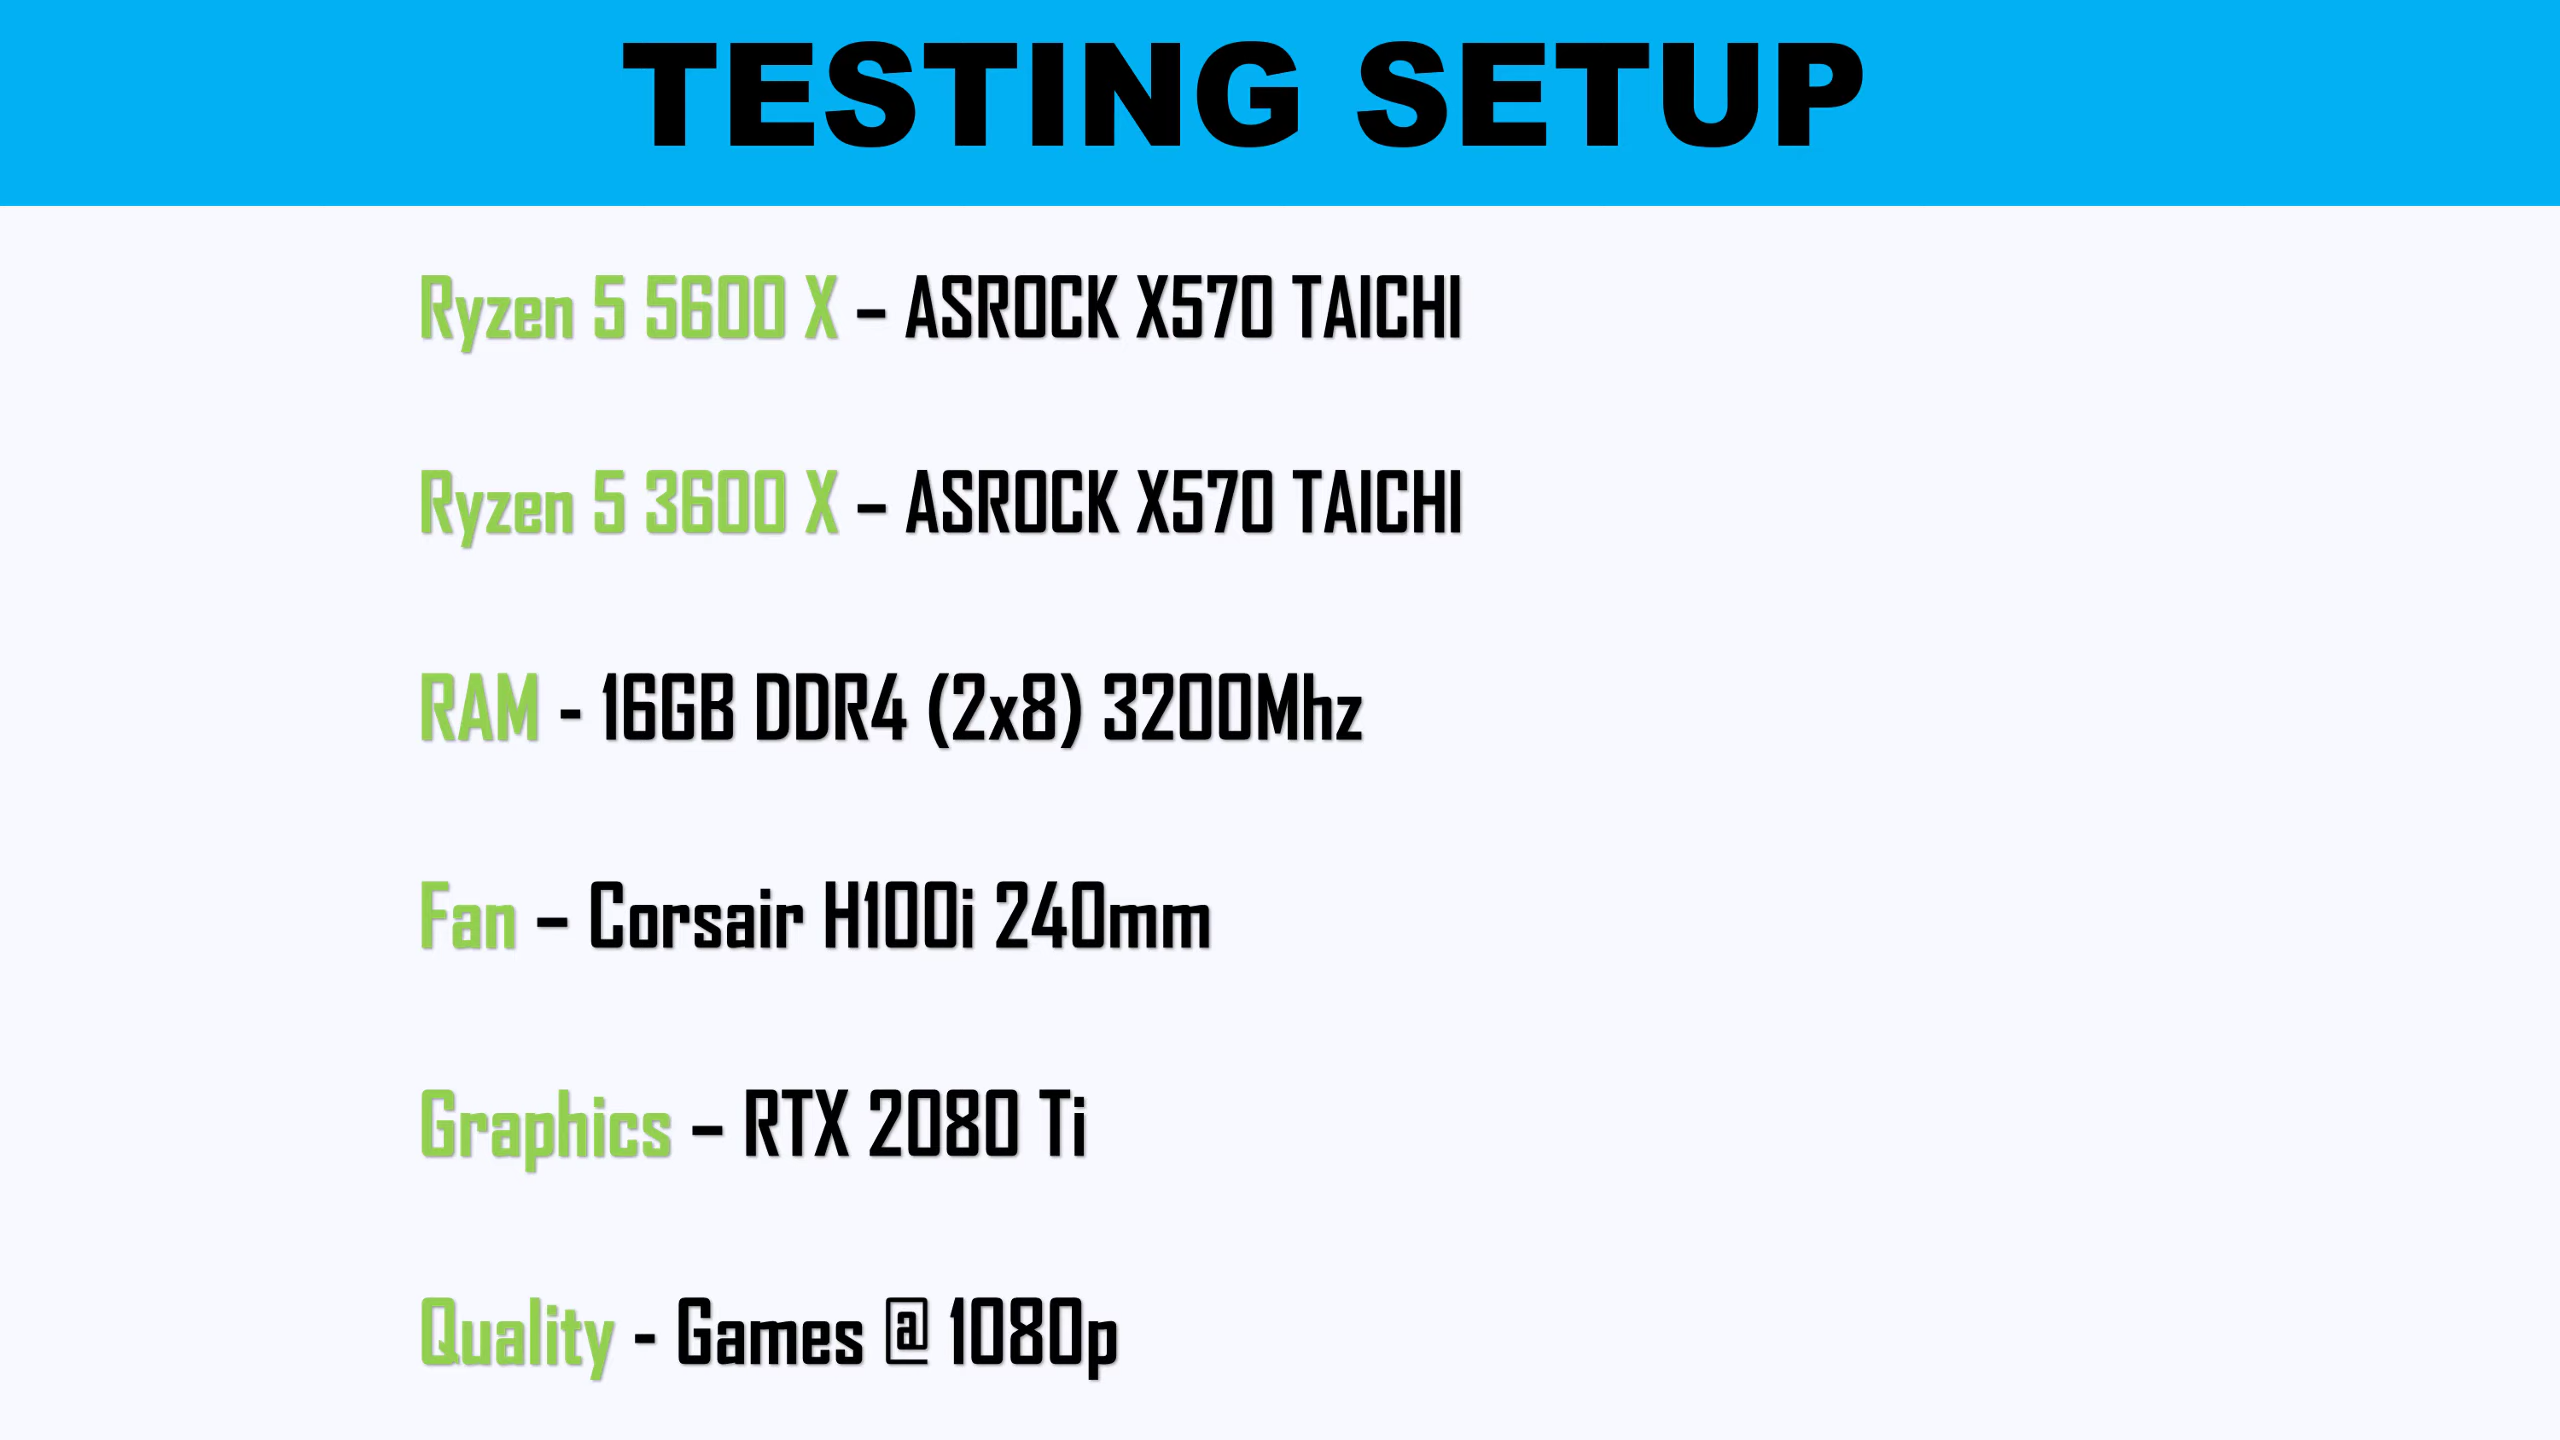 TESTING SETUP
Ryzen 5 5600 X – ASROCK X570 TAICHI
Ryzen 5 3600 X – ASROCK X570 TAICHI
RAM - 16GB DDR4 (2x8) 3200Mhz
Fan – Corsair H100i 240mm
Graphics – RTX 2080 Ti
Quality - Games @ 1080p